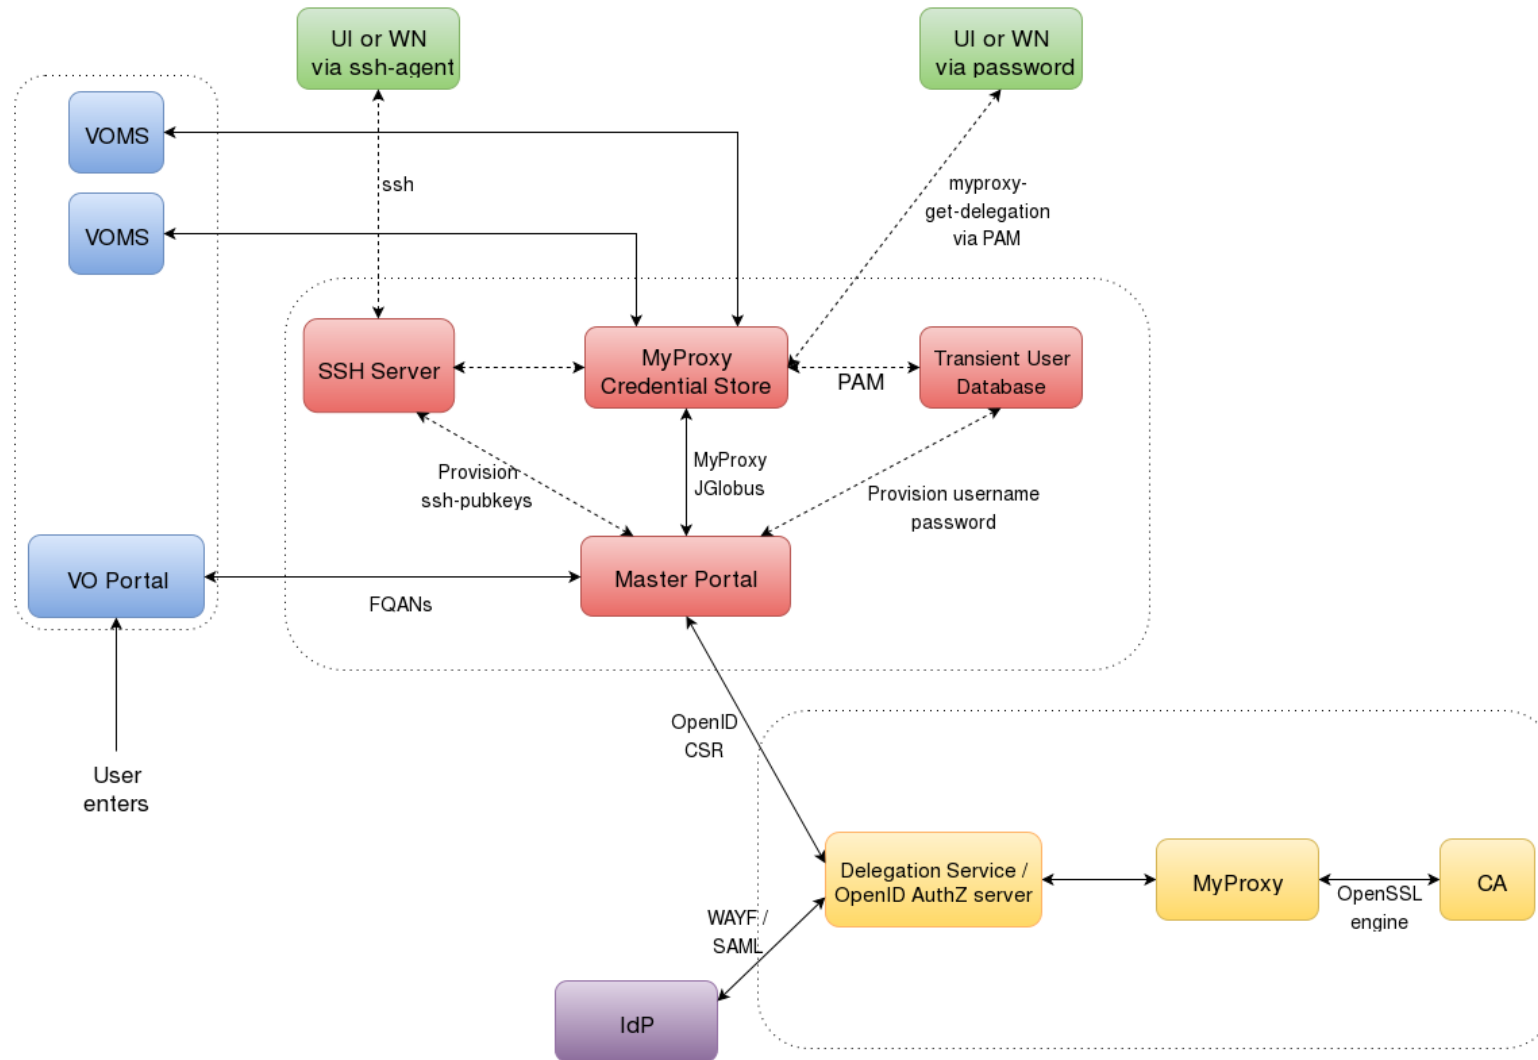 UI or WN
via ssh-agent
UI or WN
via password
VOMS
VOMS
ssh
myproxy-
get-delegation
via PAM
SSH Server
MyProxy
Credential Store
PAM
Transient User
Database
Provision
ssh-pubkeys
MyProxy
JGlobus
Provision username
password
VO Portal
FQANs
Master Portal
User
enters
OpenID
CSR
Delegation Service /
OpenID AuthZ server
MyProxy
OpenSSL
engine
CA
WAYF /
SAML
IdP